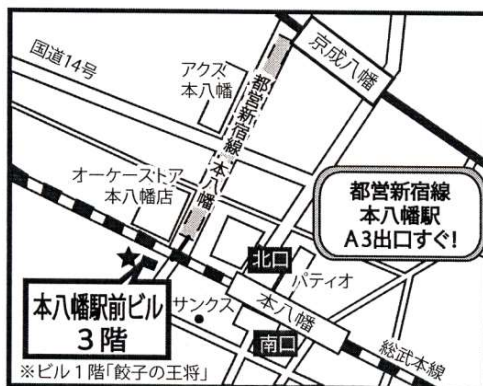 国道14号
アクス
本八幡
京成八幡
都営新宿線 本八幡
オーケーストア
本八幡店
都営新宿線
本八幡駅
A3出口すぐ!
北口
パティオ
本八幡駅前ビル
3階
サンクス
本八幡
南口
総武本線
※ビル1階「餃子の王将」